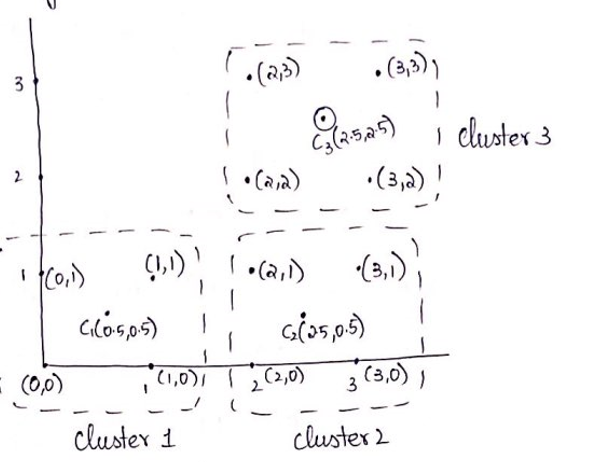 3
.(2,3) .(3,3)
C₃(2.5,2.5)
cluster 3
2
.(2,2) .(3,2)
1 (0,1) (1,1) .(2,1) .(3,1)
C₁(0.5,0.5) C₂(2.5,0.5)
(0,0) 1 (1,0) 2 (2,0) 3 (3,0)
cluster 1 cluster 2